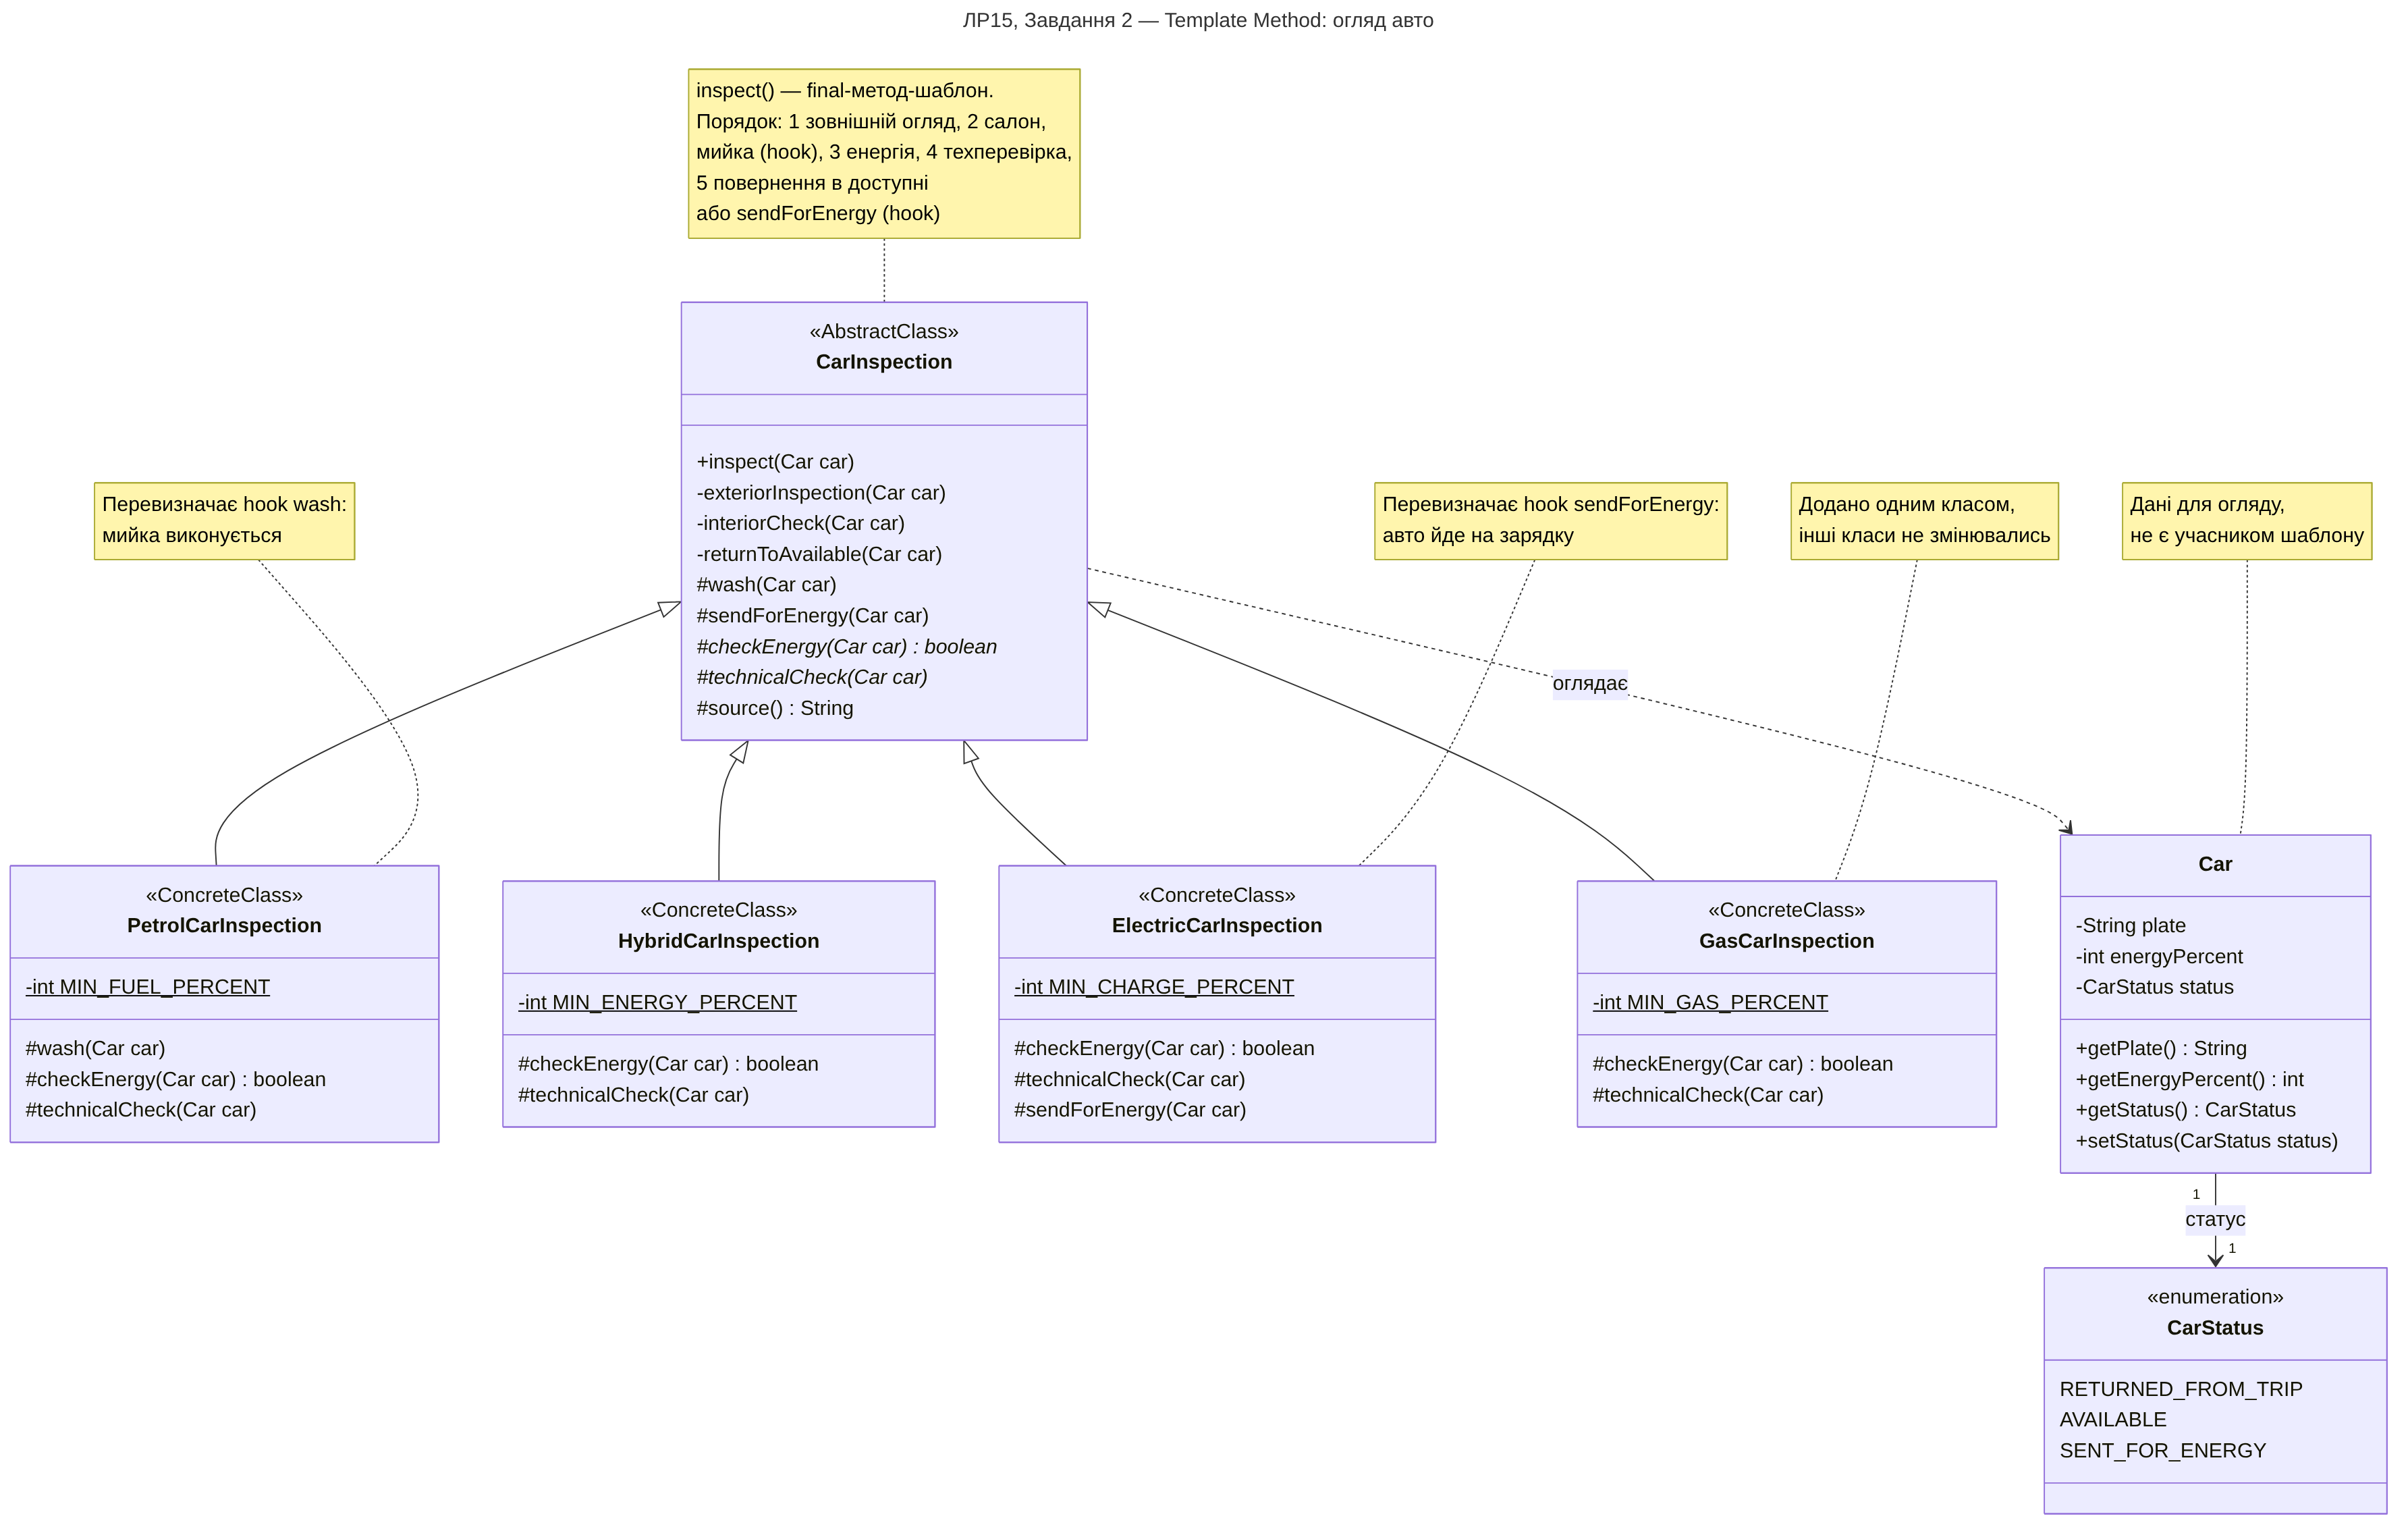 ЛР15, Завдання 2 — Template Method: огляд авто
inspect() — final-метод-шаблон.
Порядок: 1 зовнішній огляд, 2 салон,
мийка (hook), 3 енергія, 4 техперевірка,
5 повернення в доступні
або sendForEnergy (hook)
«AbstractClass»
CarInspection
+inspect(Car car)
-exteriorInspection(Car car)
-interiorCheck(Car car)
-returnToAvailable(Car car)
#wash(Car car)
#sendForEnergy(Car car)
#checkEnergy(Car car) : boolean
#technicalCheck(Car car)
#source() : String
Перевизначає hook wash:
мийка виконується
Перевизначає hook sendForEnergy:
авто йде на зарядку
Додано одним класом,
інші класи не змінювались
Дані для огляду,
не є учасником шаблону
оглядає
«ConcreteClass»
PetrolCarInspection
-int MIN_FUEL_PERCENT
#wash(Car car)
#checkEnergy(Car car) : boolean
#technicalCheck(Car car)
«ConcreteClass»
HybridCarInspection
-int MIN_ENERGY_PERCENT
#checkEnergy(Car car) : boolean
#technicalCheck(Car car)
«ConcreteClass»
ElectricCarInspection
-int MIN_CHARGE_PERCENT
#checkEnergy(Car car) : boolean
#technicalCheck(Car car)
#sendForEnergy(Car car)
«ConcreteClass»
GasCarInspection
-int MIN_GAS_PERCENT
#checkEnergy(Car car) : boolean
#technicalCheck(Car car)
Car
-String plate
-int energyPercent
-CarStatus status
+getPlate() : String
+getEnergyPercent() : int
+getStatus() : CarStatus
+setStatus(CarStatus status)
1
статус
1
«enumeration»
CarStatus
RETURNED_FROM_TRIP
AVAILABLE
SENT_FOR_ENERGY